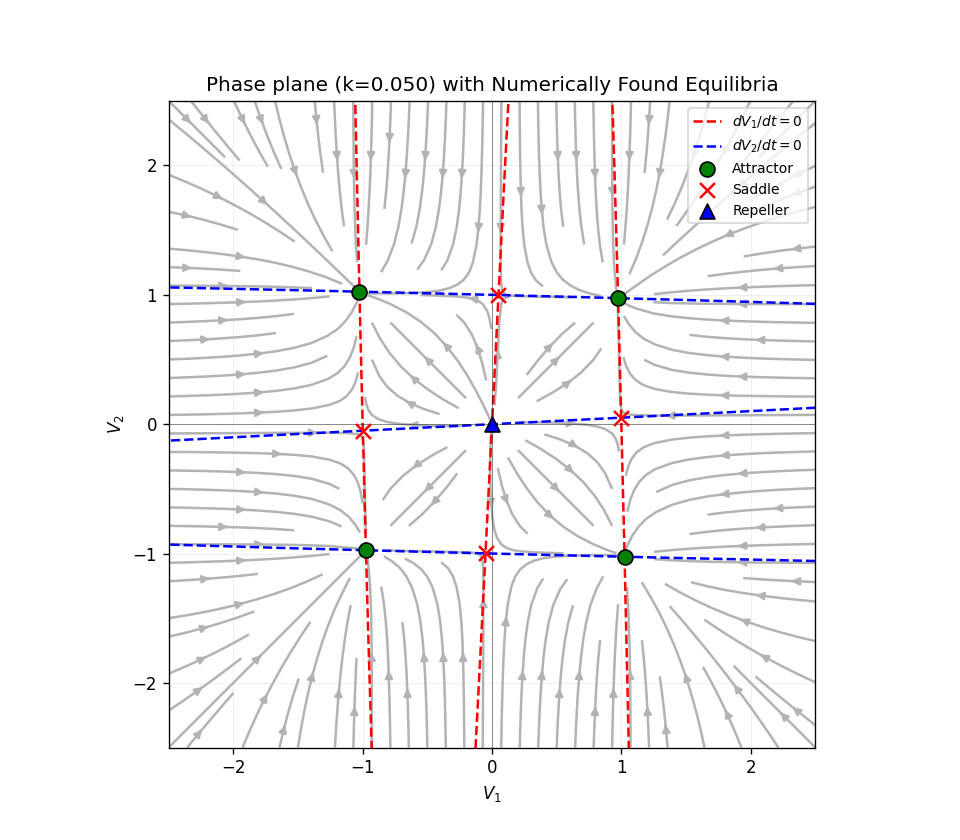 Phase plane (k=0.050) with Numerically Found Equilibria
dV₁/dt = 0
dV₂/dt = 0
Attractor
Saddle
Repeller
2
1
0
−1
−2
V₂
−2 −1 0 1 2
V₁